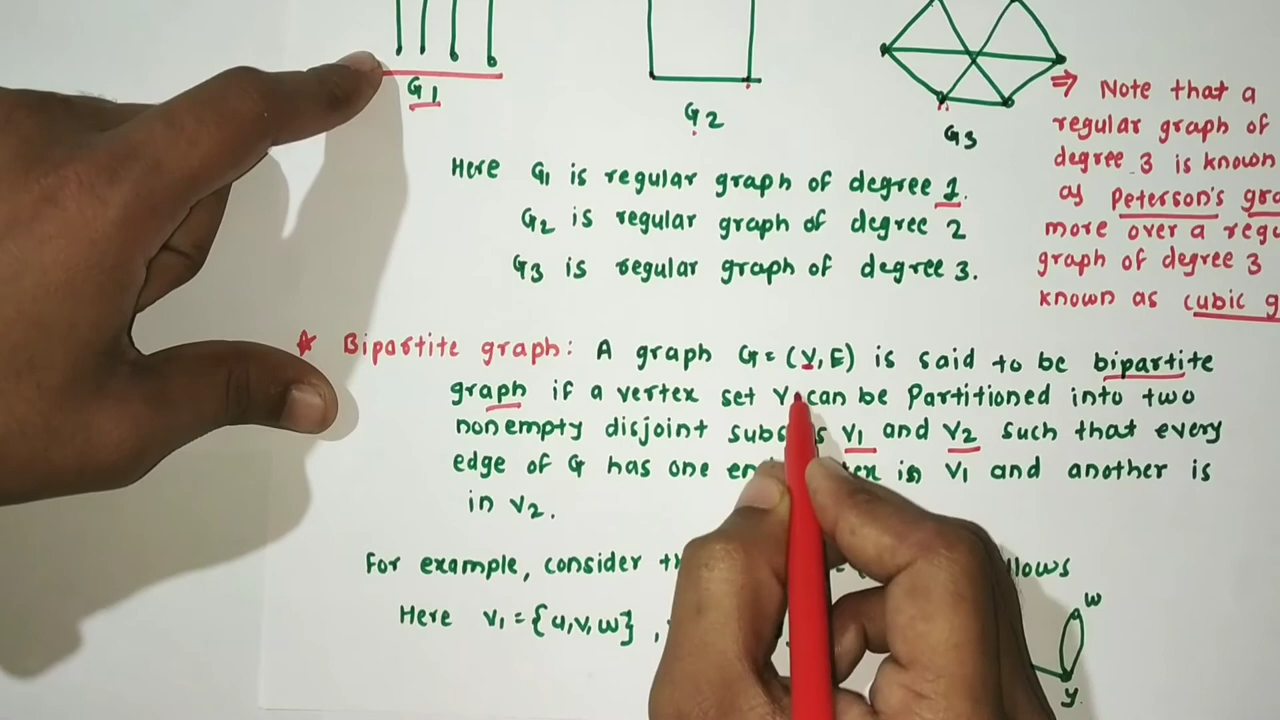 G1
G2
G3
⇒ Note that a
regular graph of
degree 3 is known
as Peterson's
more over a
graph of degree 3
known as cubic
Here G1 is regular graph of degree 1.
G2 is regular graph of degree 2
G3 is regular graph of degree 3.
☆ Bipartite graph: A graph G=(V,E) is said to be bipartite
graph if a vertex set V can be Partitioned into two
nonempty disjoint V1 and V2 such that every
edge of G has one in V1 and another is
in V2.
For example, consider
Here V1={u,v,w} ,
w
y